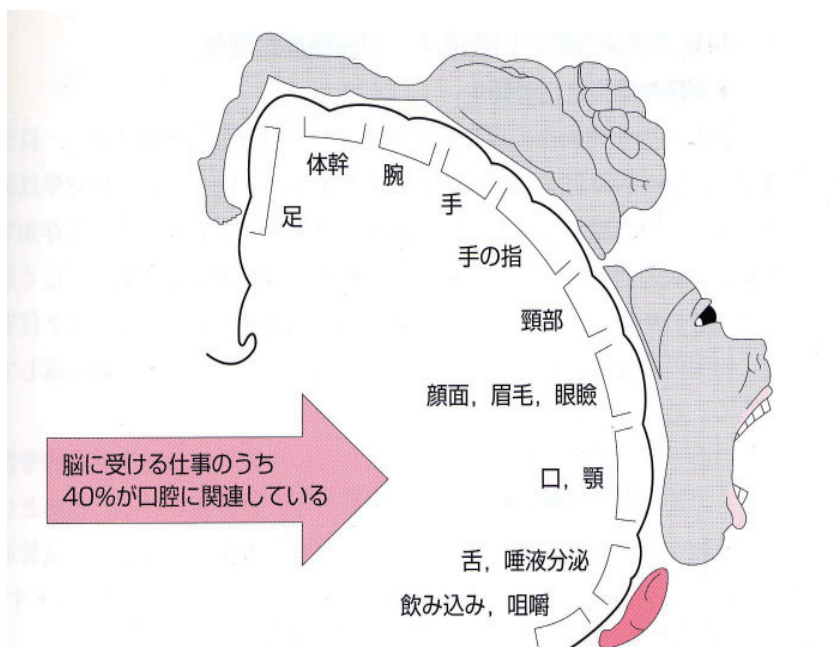 体幹
腕
足
手
手の指
頸部
顔面，眉毛，眼瞼
脳に受ける仕事のうち
40%が口腔に関連している
口，顎
舌，唾液分泌
飲み込み，咀嚼